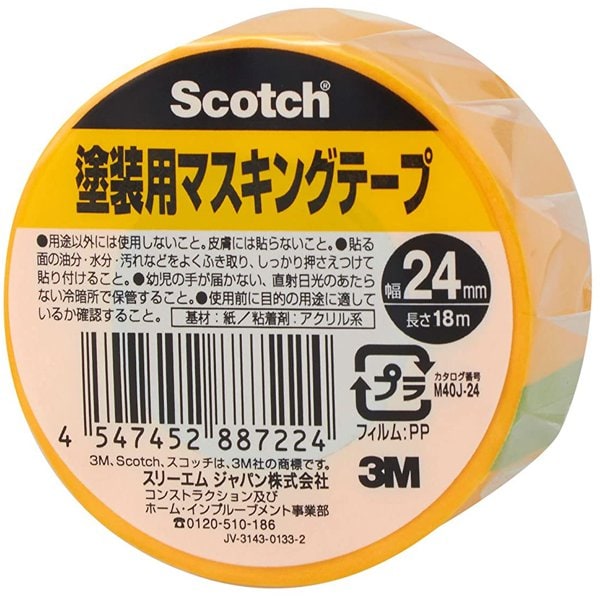 Scotch®
塗装用マスキングテープ
●用途以外には使用しないこと。皮膚には貼らないこと。●貼る
面の油分・水分・汚れなどをよくふき取り、しっかり押さえつけて
貼り付けること。●幼児の手が届かない、直射日光のあたら
ない冷暗所で保管すること。●使用前に目的の用途に適して
いるか確認すること。
基材:紙/粘着剤:アクリル系
幅24mm
長さ18m
プラ
カタログ番号
M40J-24
フィルム:PP
4 547452 887224
3M、Scotch、スコッチは、3M社の商標です。
スリーエム ジャパン株式会社
コンストラクション及び
ホーム・インプルーブメント事業部
☎0120-510-186
JV-3143-0133-2
3M